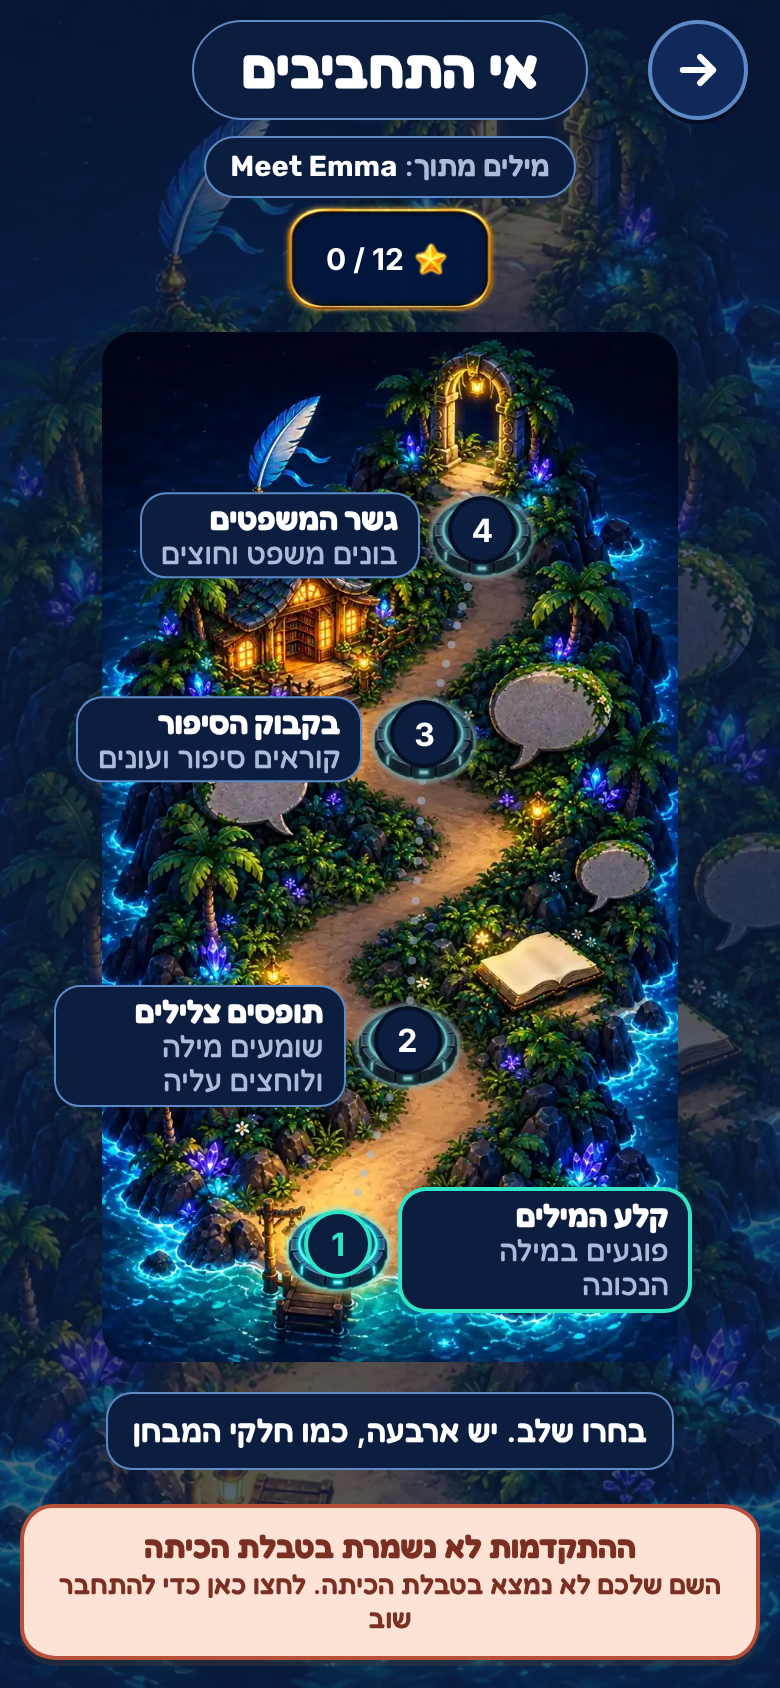 אי התחביבים
מילים מתוך: Meet Emma
0 / 12
גשר המשפטים
בונים משפט וחוצים
4
בקבוק הסיפור
קוראים סיפור ועונים
3
תופסים צלילים
שומעים מילה
ולוחצים עליה
2
קלע המילים
פוגעים במילה
הנכונה
1
בחרו שלב. יש ארבעה, כמו חלקי המבחן
ההתקדמות לא נשמרת בטבלת הכיתה
השם שלכם לא נמצא בטבלת הכיתה. לחצו כאן כדי להתחבר
שוב